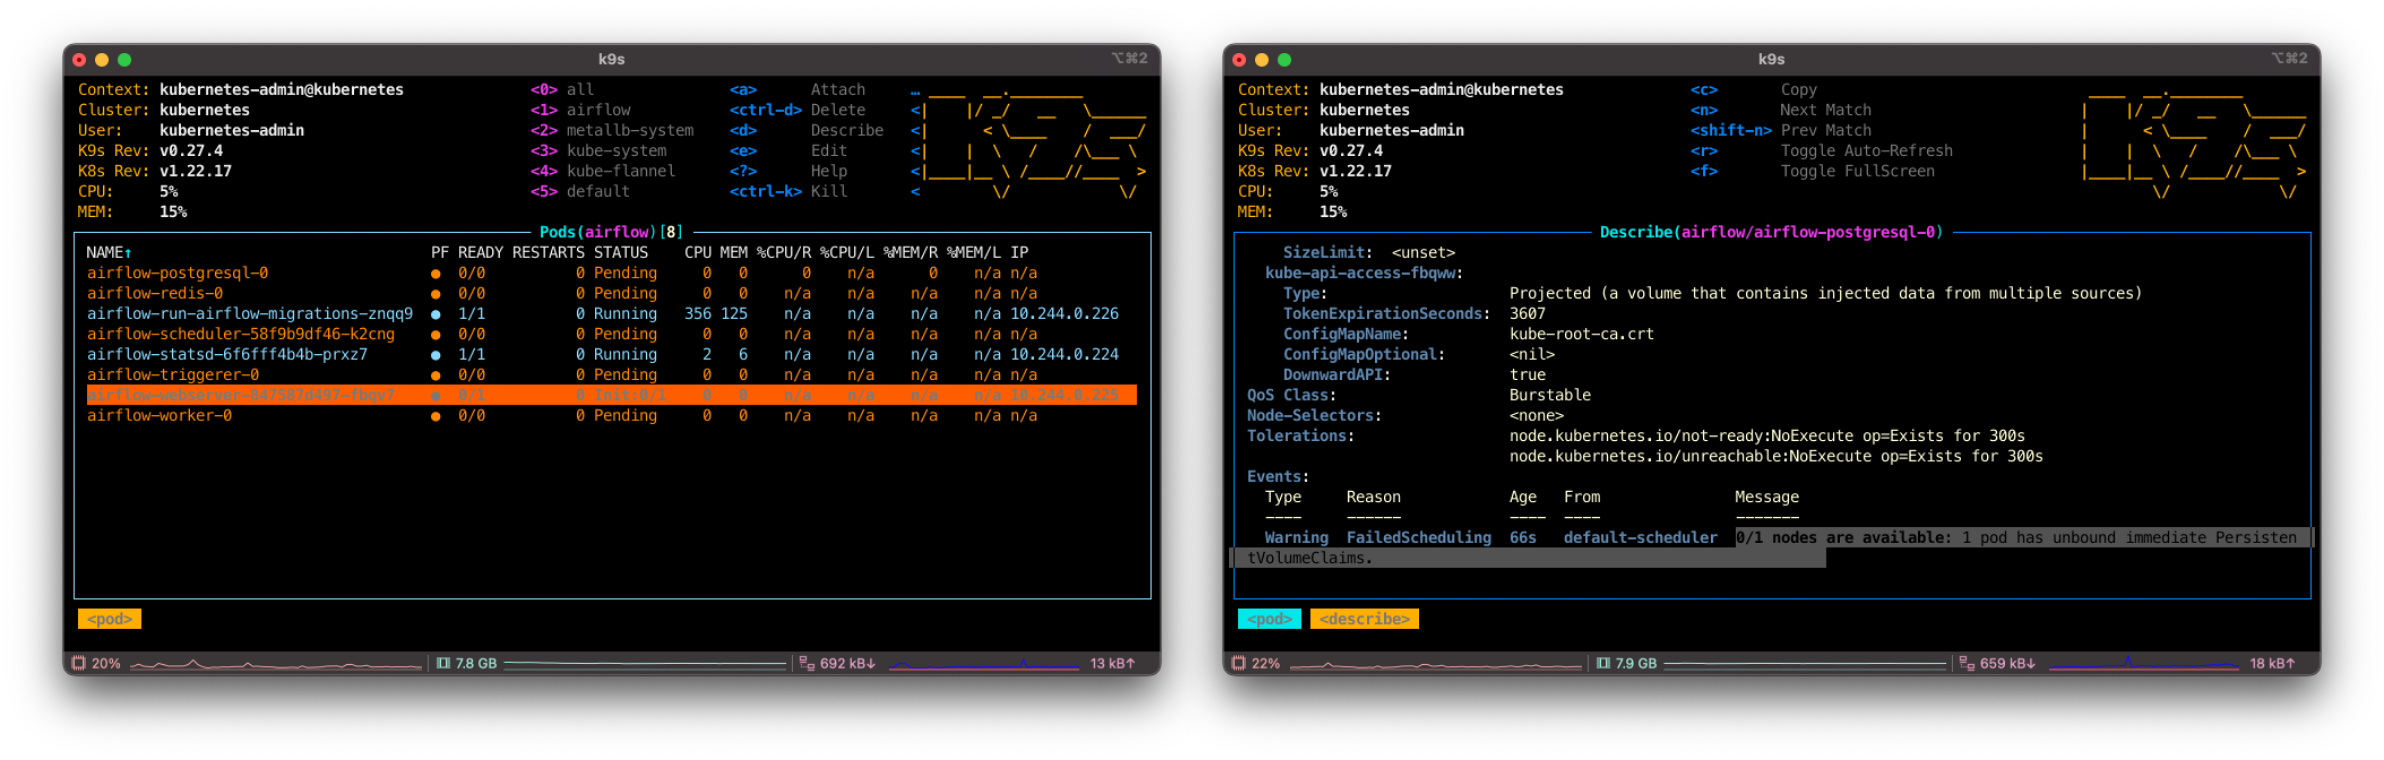 k9s
⌥⌘2
Context: kubernetes-admin@kubernetes <0> all <a> Attach …
Cluster: kubernetes <1> airflow <ctrl-d> Delete <
User: kubernetes-admin <2> metallb-system <d> Describe <
K9s Rev: v0.27.4 <3> kube-system <e> Edit <
K8s Rev: v1.22.17 <4> kube-flannel <?> Help <
CPU: 5% <5> default <ctrl-k> Kill <
MEM: 15%
Pods(airflow)[8]
NAME↑ PF READY RESTARTS STATUS CPU MEM %CPU/R %CPU/L %MEM/R %MEM/L IP
airflow-postgresql-0 ● 0/0 0 Pending 0 0 0 n/a 0 n/a n/a
airflow-redis-0 ● 0/0 0 Pending 0 0 n/a n/a n/a n/a n/a
airflow-run-airflow-migrations-znqq9 ● 1/1 0 Running 356 125 n/a n/a n/a n/a 10.244.0.226
airflow-scheduler-58f9b9df46-k2cng ● 0/0 0 Pending 0 0 n/a n/a n/a n/a n/a
airflow-statsd-6f6fff4b4b-prxz7 ● 1/1 0 Running 2 6 n/a n/a n/a n/a 10.244.0.224
airflow-triggerer-0 ● 0/0 0 Pending 0 0 n/a n/a n/a n/a n/a
airflow-webserver-847587d497-fbqv7 ● 0/1 0 Init:0/1 0 0 n/a n/a n/a n/a 10.244.0.225
airflow-worker-0 ● 0/0 0 Pending 0 0 n/a n/a n/a n/a n/a
<pod>
20% 7.8 GB 692 kB↓ 13 kB↑
k9s
⌥⌘2
Context: kubernetes-admin@kubernetes <c> Copy
Cluster: kubernetes <n> Next Match
User: kubernetes-admin <shift-n> Prev Match
K9s Rev: v0.27.4 <r> Toggle Auto-Refresh
K8s Rev: v1.22.17 <f> Toggle FullScreen
CPU: 5%
MEM: 15%
Describe(airflow/airflow-postgresql-0)
SizeLimit: <unset>
kube-api-access-fbqww:
Type: Projected (a volume that contains injected data from multiple sources)
TokenExpirationSeconds: 3607
ConfigMapName: kube-root-ca.crt
ConfigMapOptional: <nil>
DownwardAPI: true
QoS Class: Burstable
Node-Selectors: <none>
Tolerations: node.kubernetes.io/not-ready:NoExecute op=Exists for 300s
node.kubernetes.io/unreachable:NoExecute op=Exists for 300s
Events:
Type Reason Age From Message
---- ------ ---- ---- -------
Warning FailedScheduling 66s default-scheduler 0/1 nodes are available: 1 pod has unbound immediate Persisten
tVolumeClaims.
<pod> <describe>
22% 7.9 GB 659 kB↓ 18 kB↑